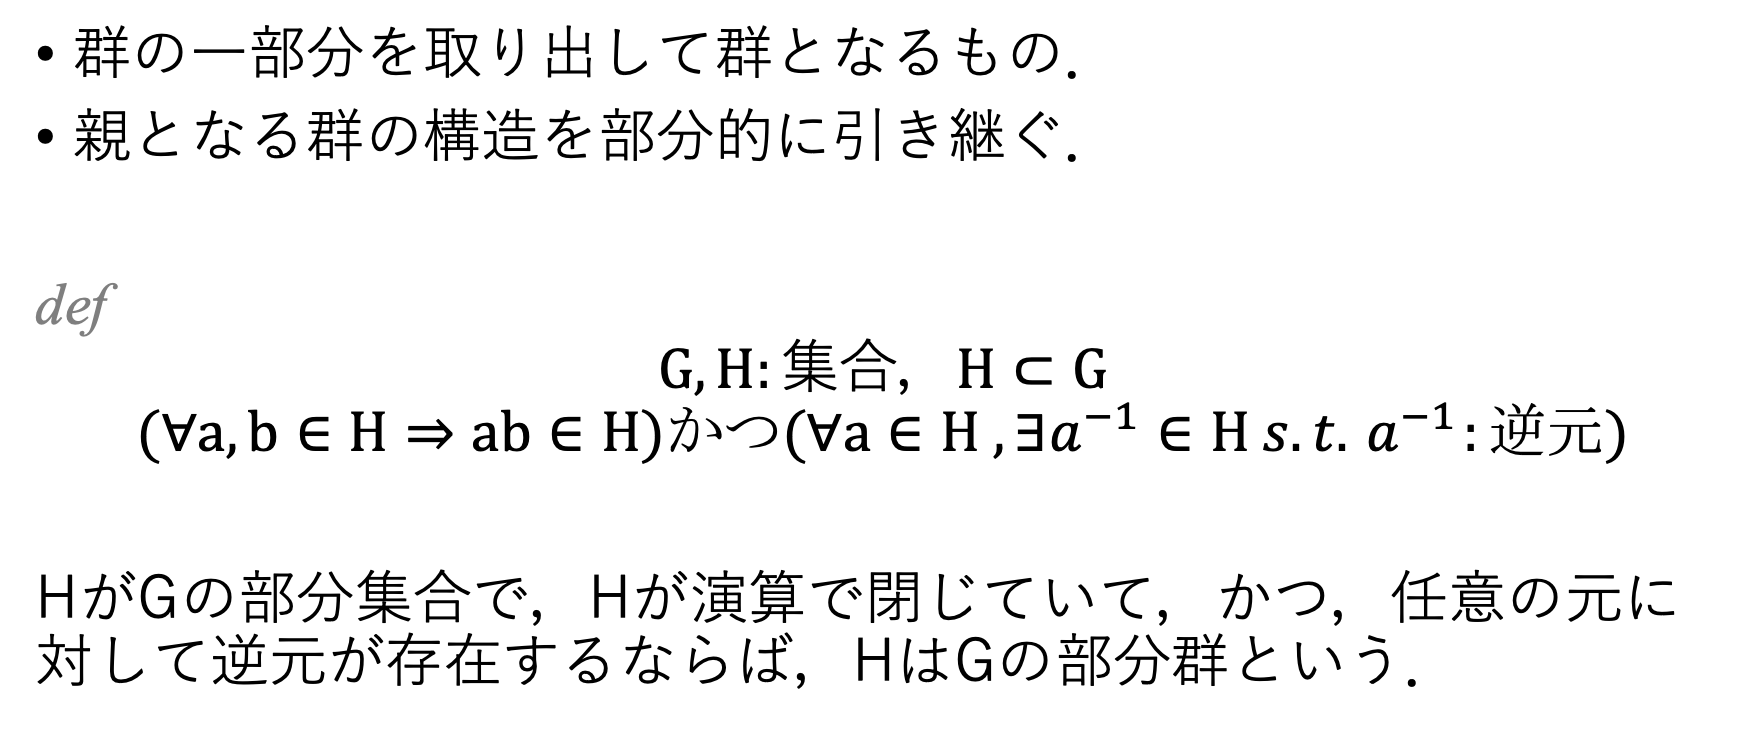 • 群の一部分を取り出して群となるもの．
• 親となる群の構造を部分的に引き継ぐ．
def
G, H: 集合， H ⊂ G
(∀a, b ∈ H ⇒ ab ∈ H)かつ(∀a ∈ H , ∃a⁻¹ ∈ H s. t. a⁻¹: 逆元)
HがGの部分集合で，Hが演算で閉じていて，かつ，任意の元に
対して逆元が存在するならば，HはGの部分群という．